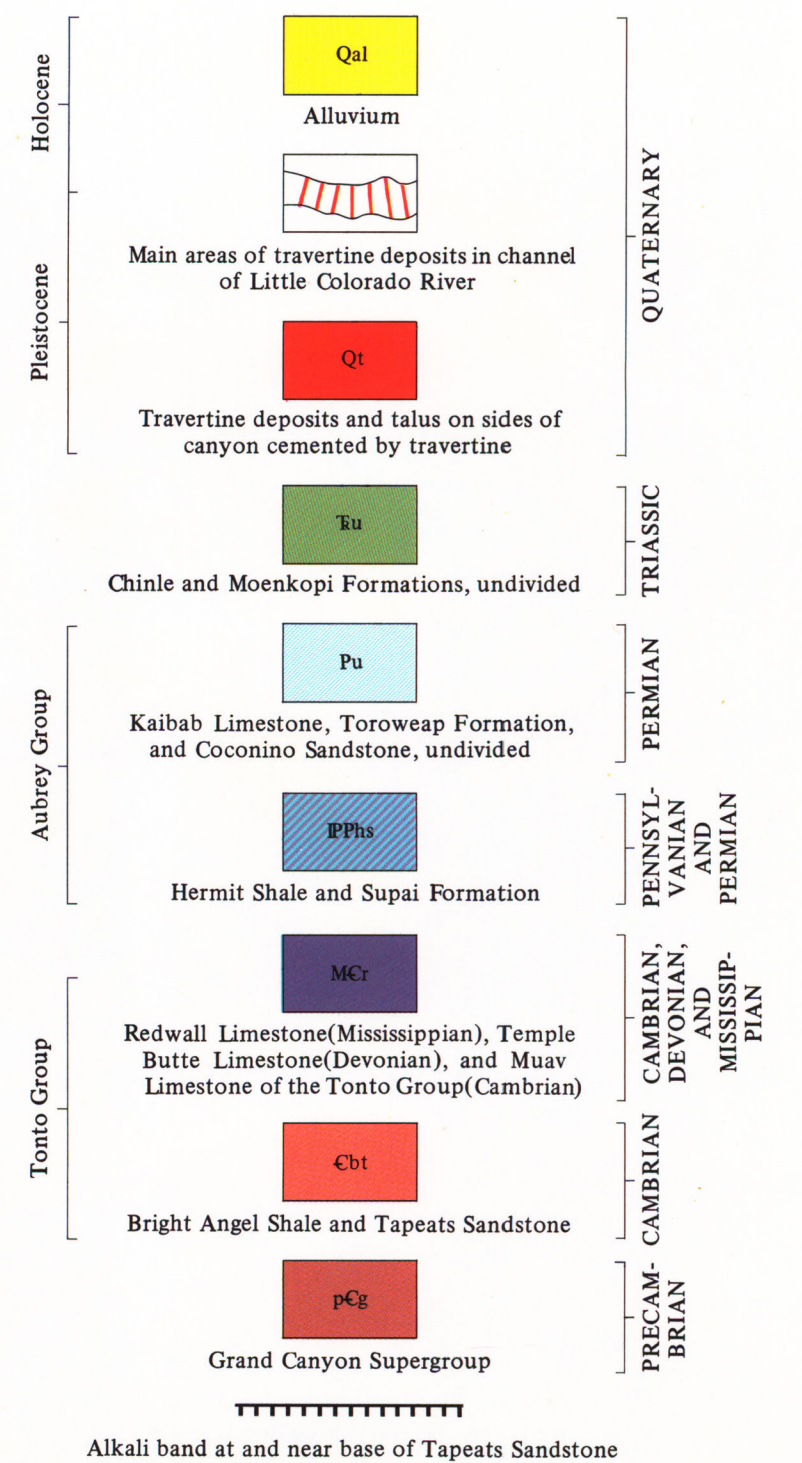 Holocene
Qal
Alluvium
Main areas of travertine deposits in channel
of Little Colorado River
Pleistocene
QUATERNARY
Qt
Travertine deposits and talus on sides of
canyon cemented by travertine
TRu
Chinle and Moenkopi Formations, undivided
TRIASSIC
Aubrey Group
Pu
Kaibab Limestone, Toroweap Formation,
and Coconino Sandstone, undivided
PERMIAN
IPPhs
Hermit Shale and Supai Formation
PENNSYL-
VANIAN
AND
PERMIAN
Tonto Group
M€r
Redwall Limestone(Mississippian), Temple
Butte Limestone(Devonian), and Muav
Limestone of the Tonto Group(Cambrian)
CAMBRIAN,
DEVONIAN,
AND
MISSISSIP-
PIAN
€bt
Bright Angel Shale and Tapeats Sandstone
CAMBRIAN
p€g
Grand Canyon Supergroup
PRECAM-
BRIAN
Alkali band at and near base of Tapeats Sandstone